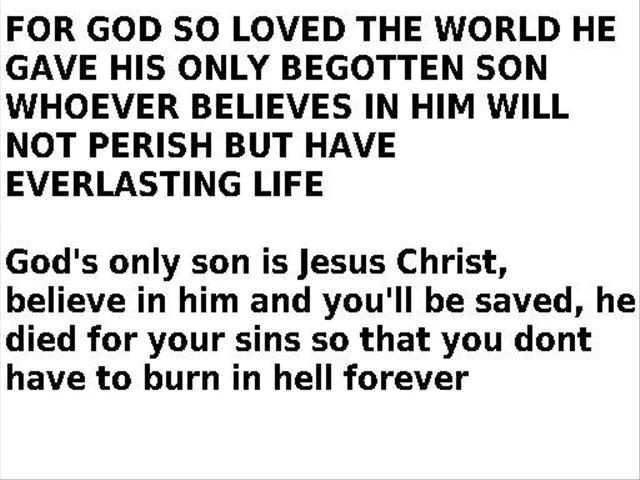 FOR GOD SO LOVED THE WORLD HE
GAVE HIS ONLY BEGOTTEN SON
WHOEVER BELIEVES IN HIM WILL
NOT PERISH BUT HAVE
EVERLASTING LIFE
God's only son is Jesus Christ,
believe in him and you'll be saved, he
died for your sins so that you dont
have to burn in hell forever